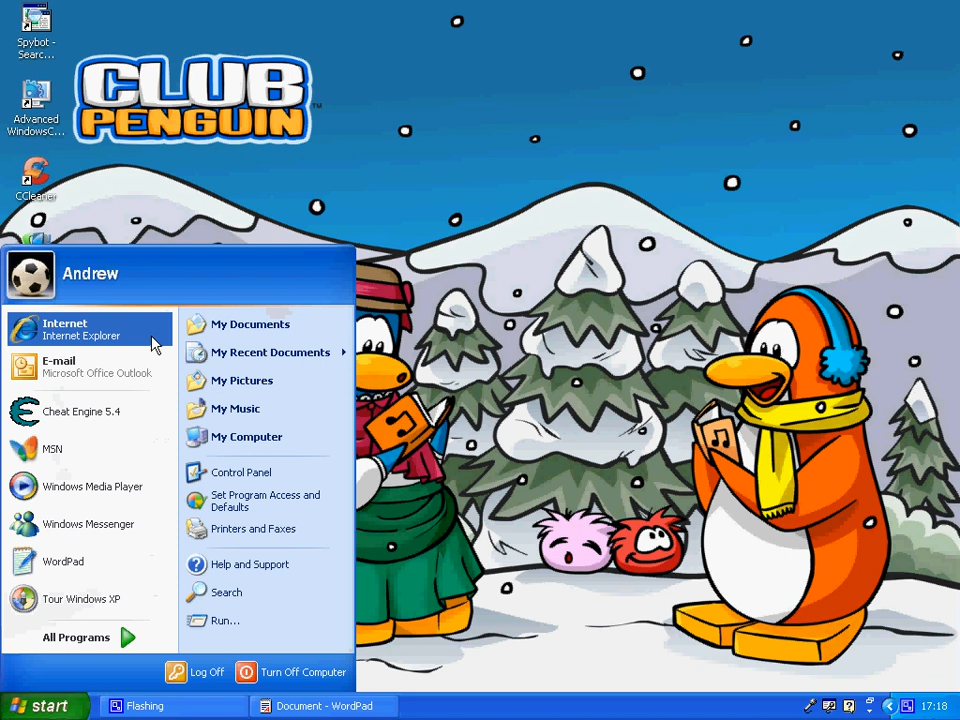 Spybot -
Searc...
Advanced
WindowsC...
CCleaner
CLUB
PENGUIN
TM
Andrew
Internet
Internet Explorer
E-mail
Microsoft Office Outlook
Cheat Engine 5.4
MSN
Windows Media Player
Windows Messenger
WordPad
Tour Windows XP
All Programs
My Documents
My Recent Documents
My Pictures
My Music
My Computer
Control Panel
Set Program Access and
Defaults
Printers and Faxes
Help and Support
Search
Run...
Log Off
Turn Off Computer
start
Flashing
Document - WordPad
17:18